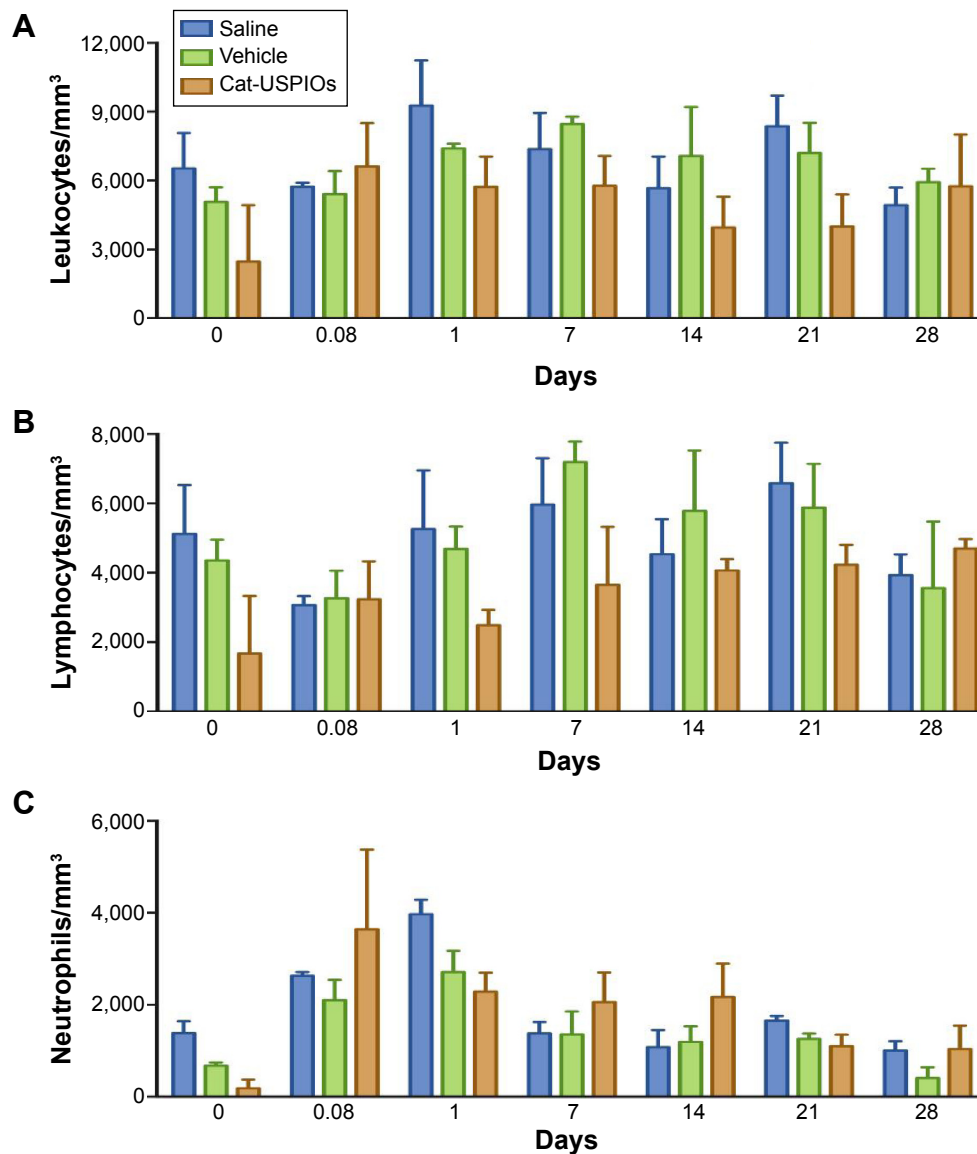 A
Saline
Vehicle
Cat-USPIOs
Leukocytes/mm³
12,000
9,000
6,000
3,000
0
0 0.08 1 7 14 21 28
Days
B
Lymphocytes/mm³
8,000
6,000
4,000
2,000
0
0 0.08 1 7 14 21 28
Days
C
Neutrophils/mm³
6,000
4,000
2,000
0
0 0.08 1 7 14 21 28
Days